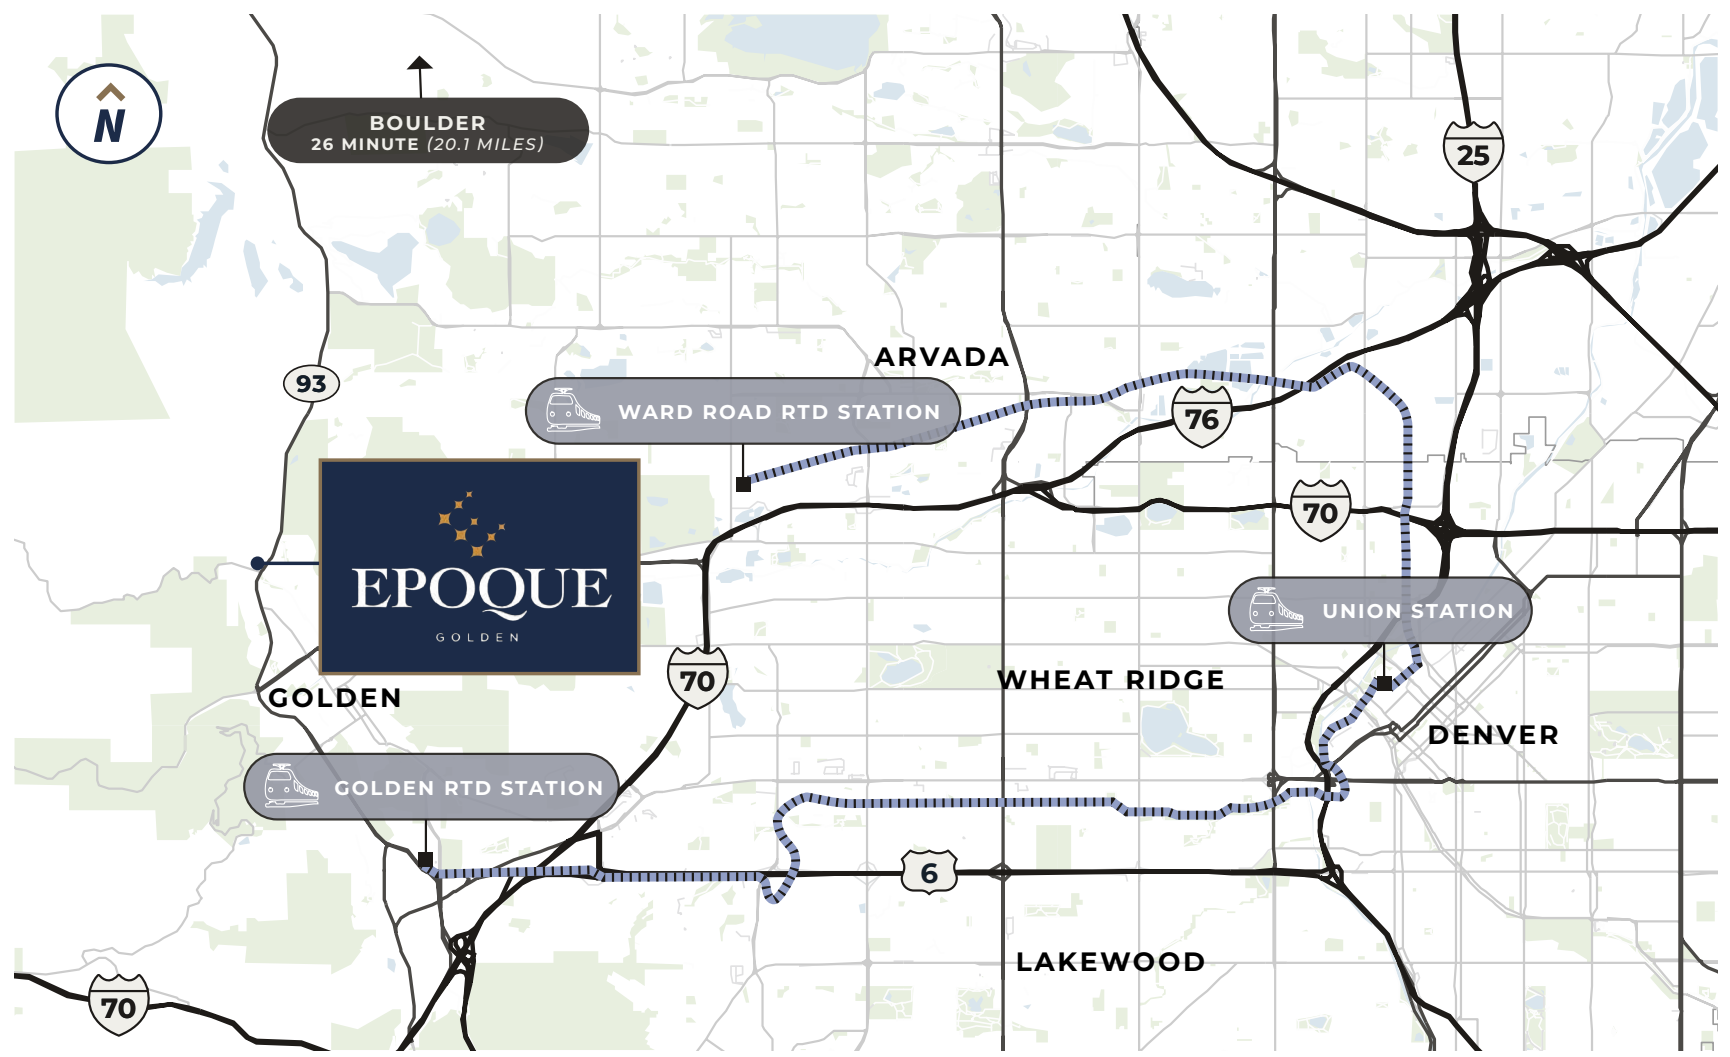 N
BOULDER
26 MINUTE (20.1 MILES)
25
ARVADA
93
WARD ROAD RTD STATION
76
70
EPOQUE
GOLDEN
UNION STATION
70
WHEAT RIDGE
GOLDEN
DENVER
GOLDEN RTD STATION
6
LAKEWOOD
70